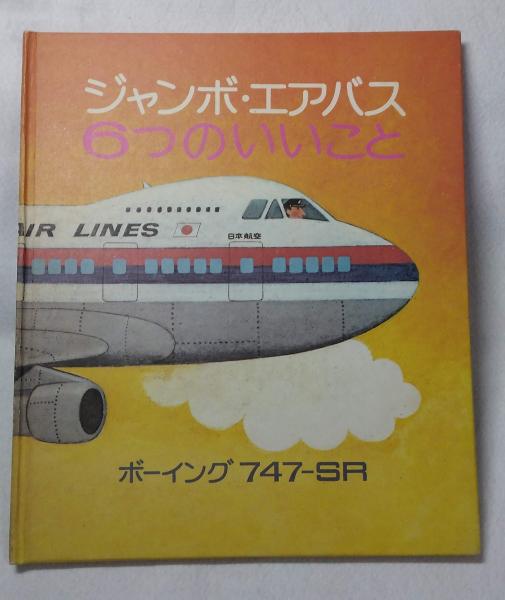 ジャンボ・エアバス
6つのいいこと
AIR LINES
日本航空
ボーイング 747-SR